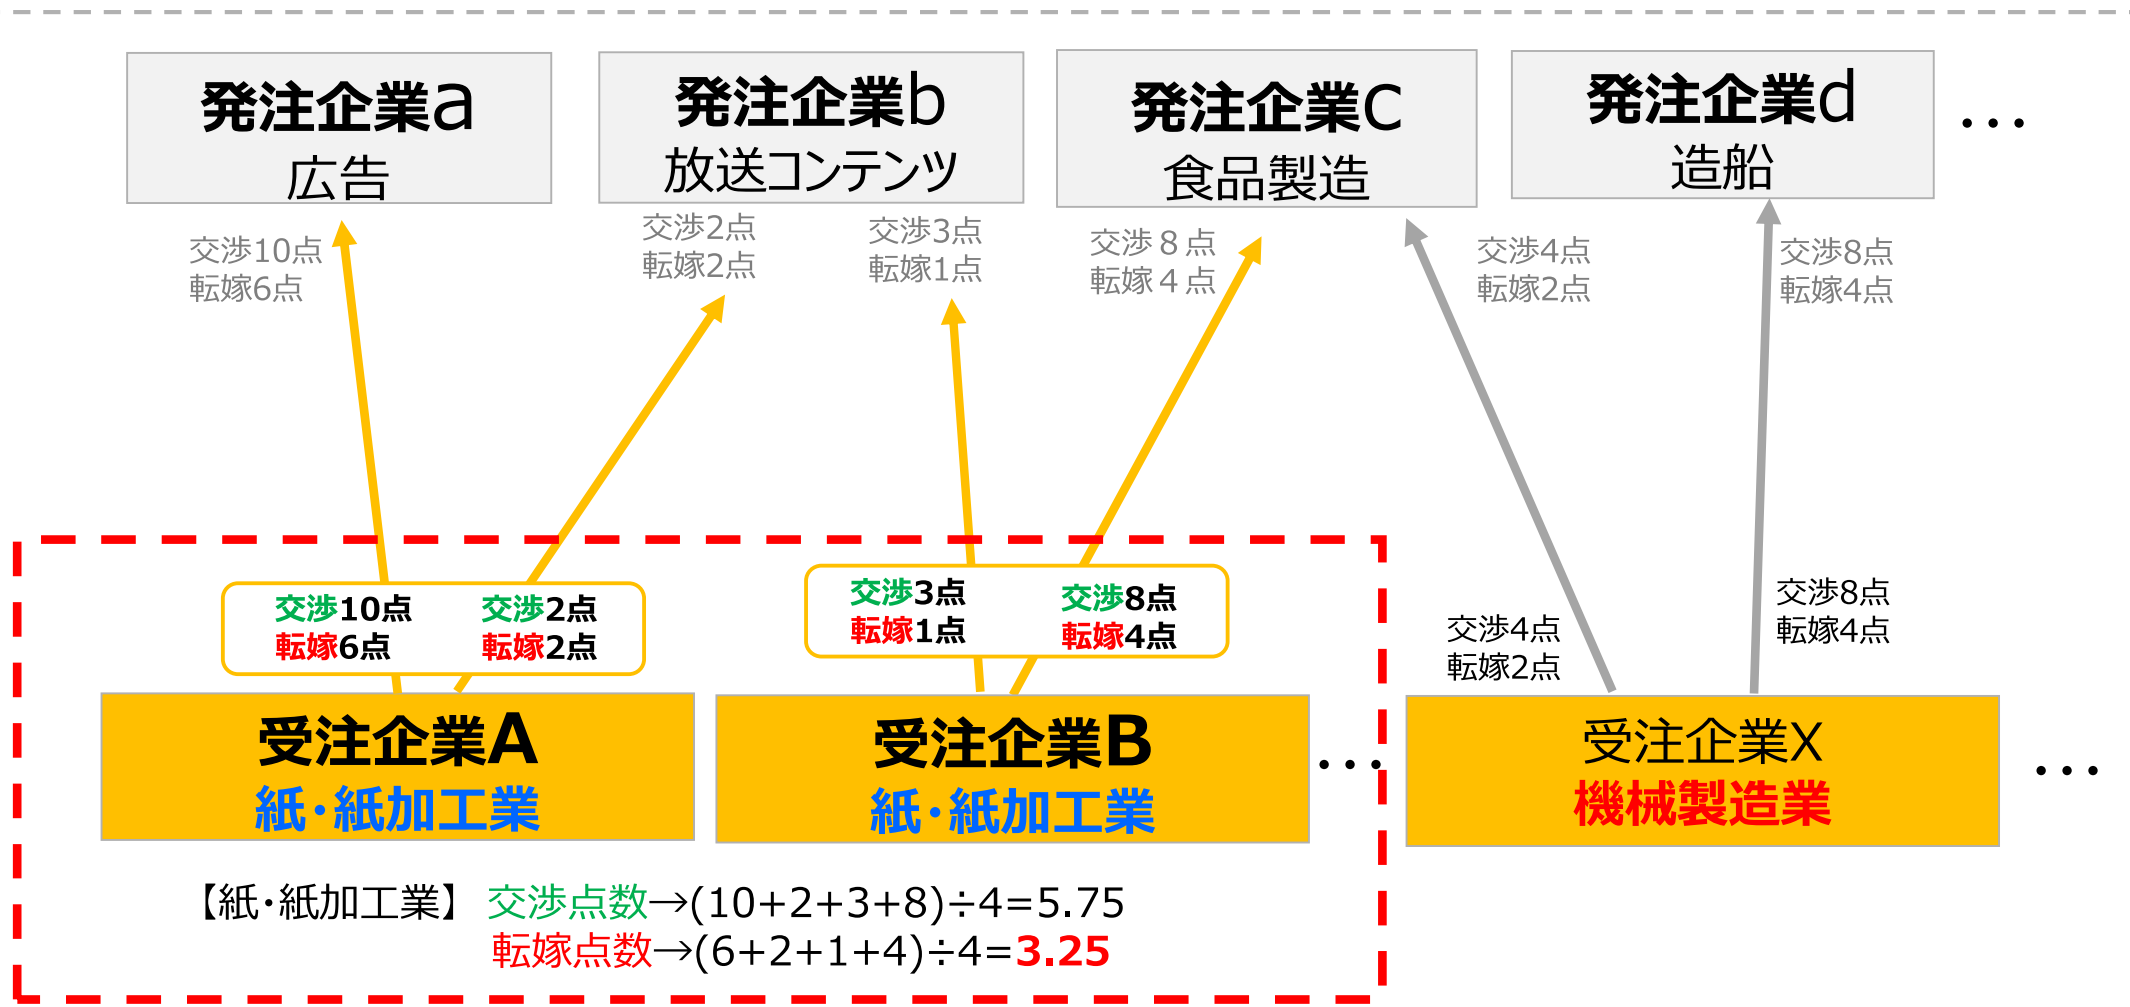 発注企業a
広告
発注企業b
放送コンテンツ
発注企業c
食品製造
発注企業d
造船
…
交渉10点
転嫁6点
交渉2点
転嫁2点
交渉3点
転嫁1点
交渉８点
転嫁４点
交渉4点
転嫁2点
交渉8点
転嫁4点
交渉10点
転嫁6点
交渉2点
転嫁2点
交渉3点
転嫁1点
交渉8点
転嫁4点
交渉4点
転嫁2点
交渉8点
転嫁4点
受注企業A
紙・紙加工業
受注企業B
紙・紙加工業
…
受注企業X
機械製造業
…
【紙・紙加工業】 交渉点数→(10+2+3+8)÷4=5.75
転嫁点数→(6+2+1+4)÷4=3.25